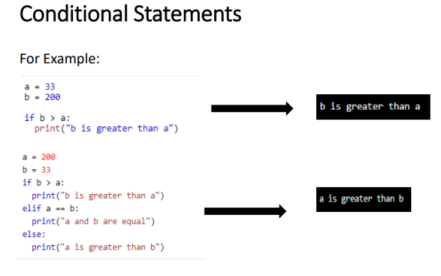 Conditional Statements
For Example:
a = 33
b = 200
if b > a:
print("b is greater than a")
b is greater than a
a = 200
b = 33
if b > a:
print("b is greater than a")
elif a == b:
print("a and b are equal")
else:
print("a is greater than b")
a is greater than b